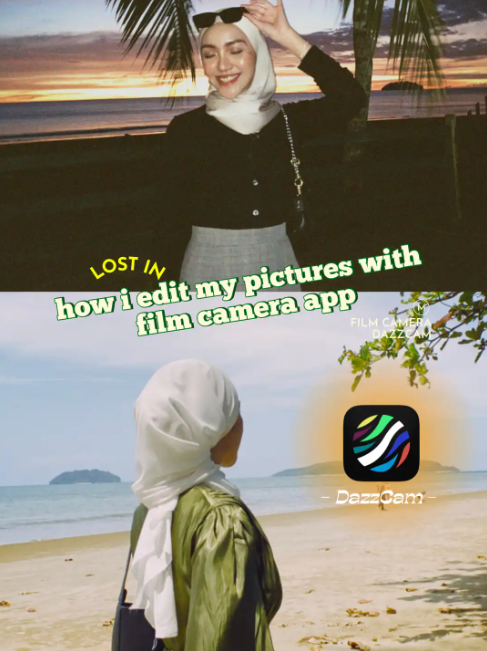 LOST IN
how i edit my pictures with
film camera app
FILM CAMERA
DAZZCAM
– DazzCam –